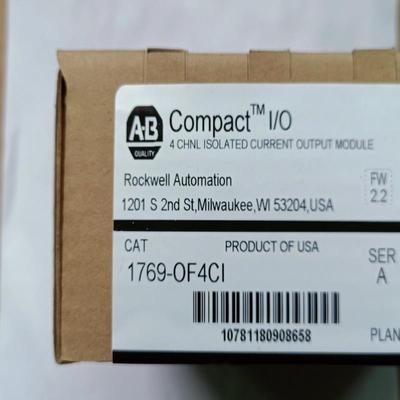 A·B
QUALITY
Compact™ I/O
4 CHNL ISOLATED CURRENT OUTPUT MODULE
Rockwell Automation
1201 S 2nd St,Milwaukee,WI 53204,USA
FW
2.2
CAT
PRODUCT OF USA
SER
1769-OF4CI
A
10781180908658
PLAN